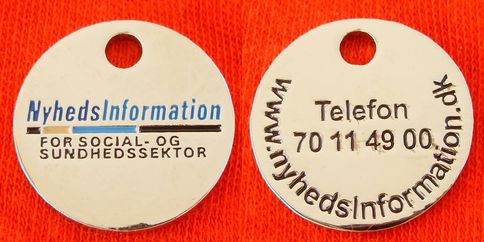 NyhedsInformation
FOR SOCIAL- OG
SUNDHEDSSEKTOR
Telefon
70 11 49 00
www.nyhedsInformation.dk